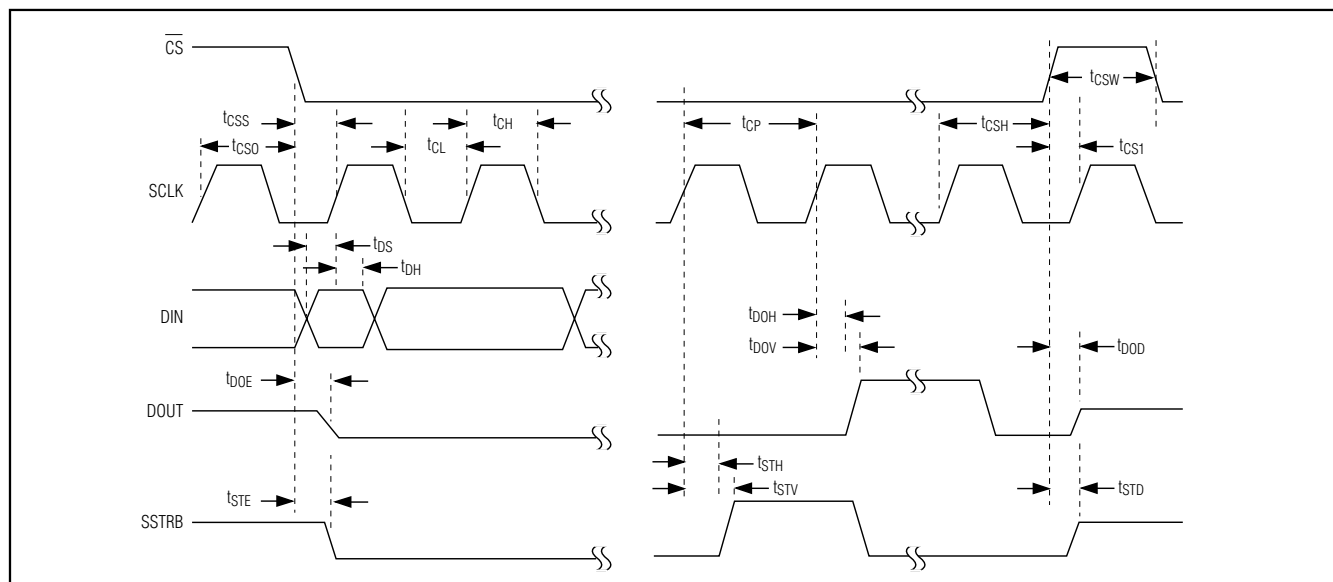 CS
tCSW
tCSS
tCH
tCP
tCSH
tCSO
tCL
tCS1
SCLK
tDS
tDH
DIN
tDOH
tDOV
tDOD
tDOE
DOUT
tSTH
tSTE
tSTV
tSTD
SSTRB